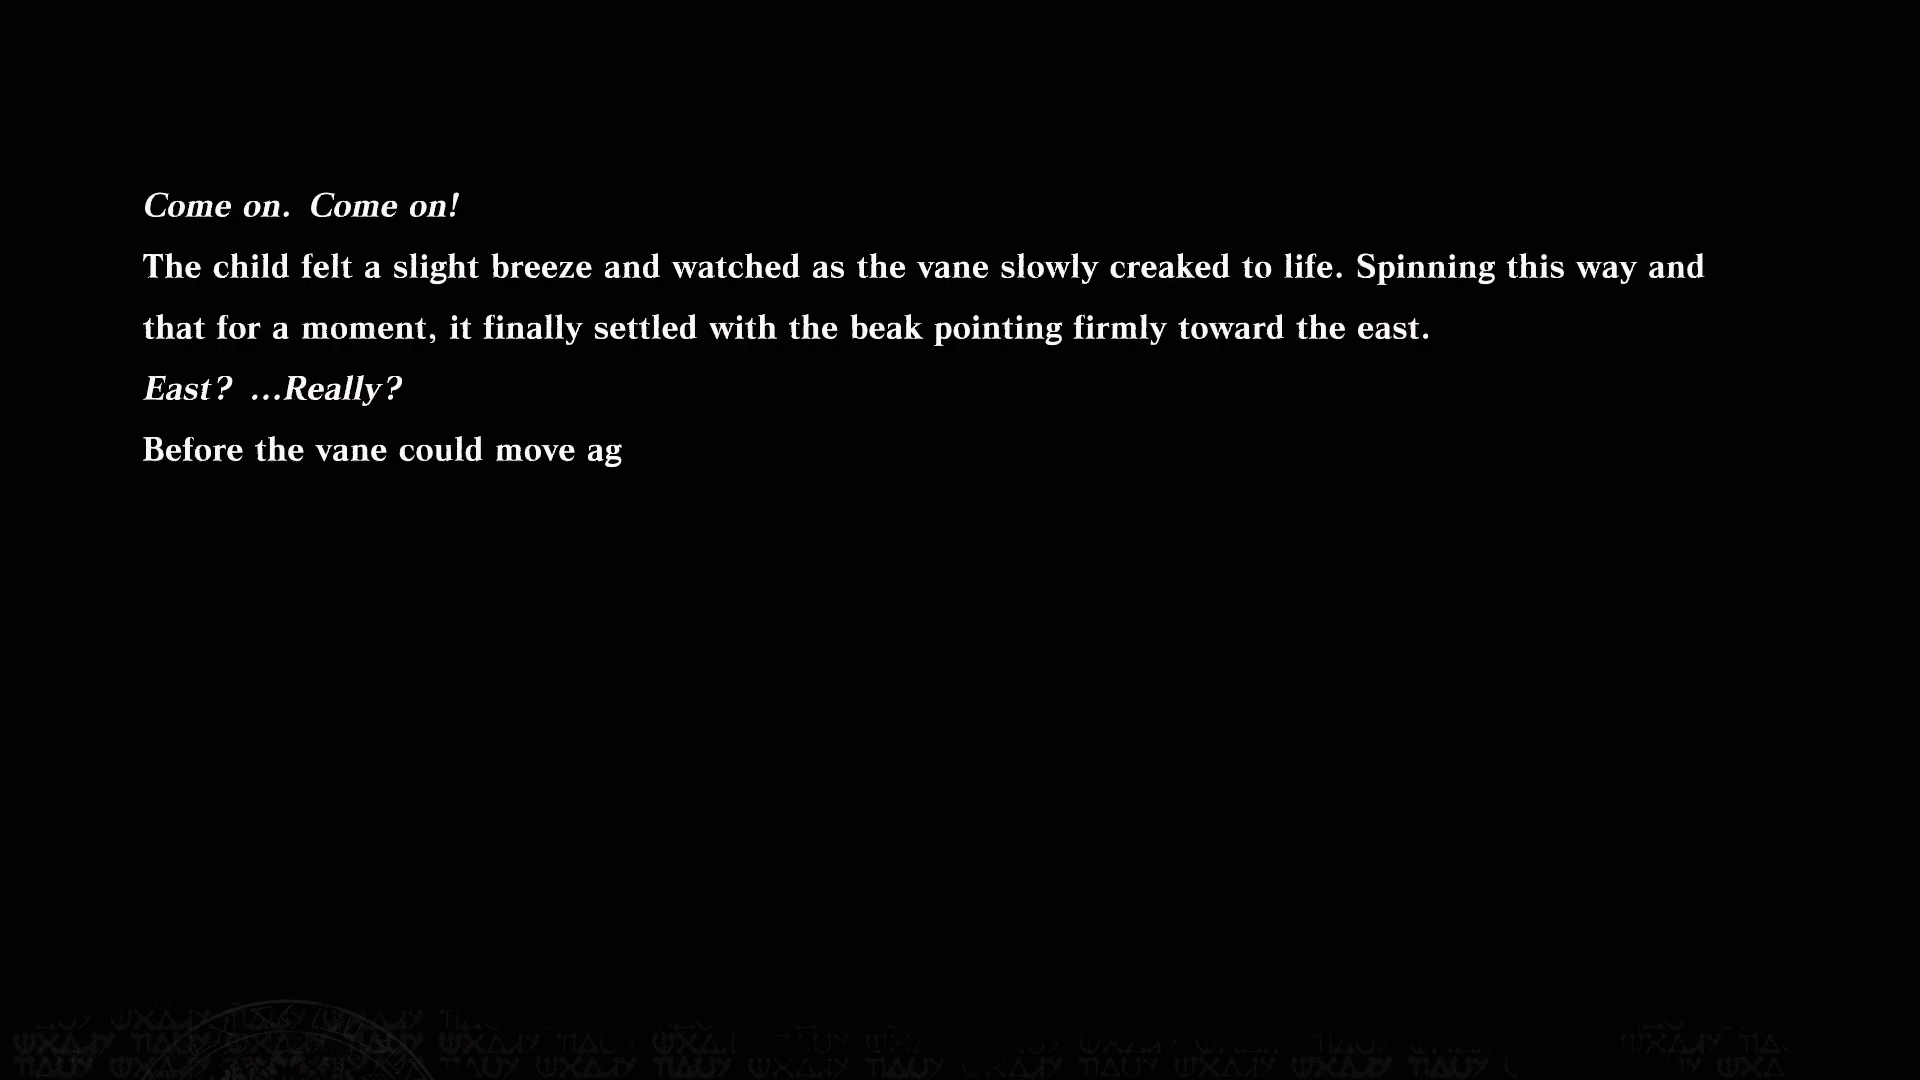 Come on. Come on!
The child felt a slight breeze and watched as the vane slowly creaked to life. Spinning this way and
that for a moment, it finally settled with the beak pointing firmly toward the east.
East? ...Really?
Before the vane could move ag